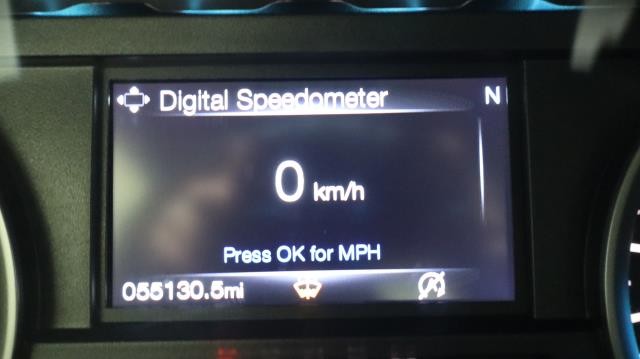 Digital Speedometer N
0 km/h
Press OK for MPH
055130.5mi